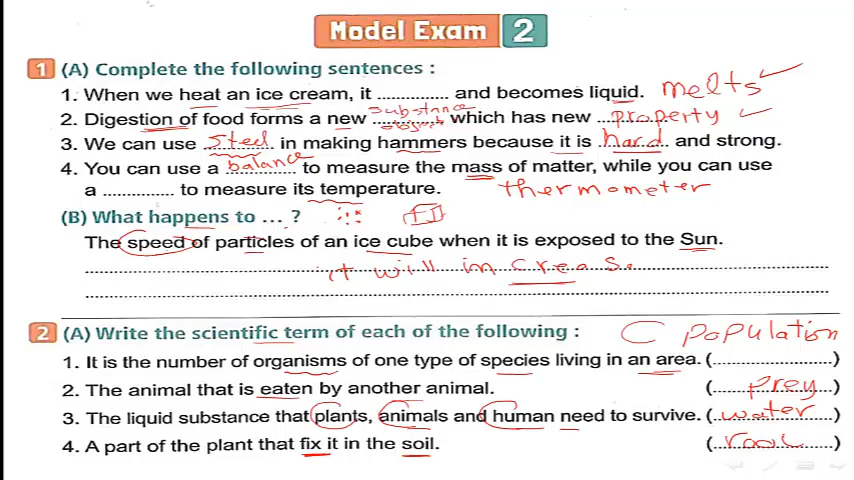 Model Exam 2
1 (A) Complete the following sentences :
1. When we heat an ice cream, it .............. and becomes liquid. melts
2. Digestion of food forms a new substance which has new property
3. We can use steel in making hammers because it is hard and strong.
4. You can use a balance to measure the mass of matter, while you can use
a .............. to measure its temperature. thermometer
(B) What happens to ... ?
The speed of particles of an ice cube when it is exposed to the Sun.
it will increas.
2 (A) Write the scientific term of each of the following : population
1. It is the number of organisms of one type of species living in an area. (........................)
2. The animal that is eaten by another animal. (prey)
3. The liquid substance that plants, animals and human need to survive. (water)
4. A part of the plant that fix it in the soil. (root)